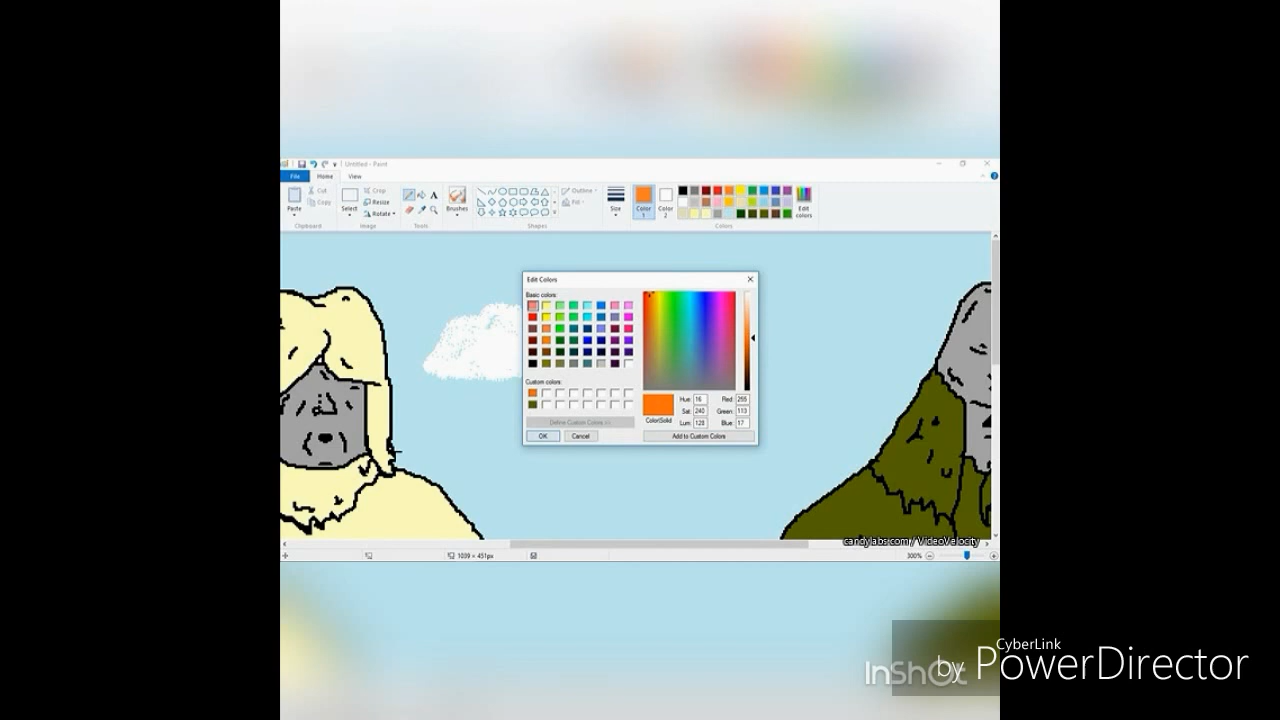 Untitled - Paint
File Home View
Paste
Cut
Copy
Clipboard
Select
Crop
Resize
Rotate
Image
A
Tools
Brushes
Outline
Fill
Shapes
Size
Color 1
Color 2
Edit colors
Colors
Edit Colors
Basic colors:
Custom colors:
Define Custom Colors >>
OK Cancel
Color|Solid
Hue: 16 Red: 255
Sat: 240 Green: 113
Lum: 128 Blue: 17
Add to Custom Colors
candylabs.com / VideoVelocity
1039 × 451px
300%
CyberLink
InShOt
by PowerDirector